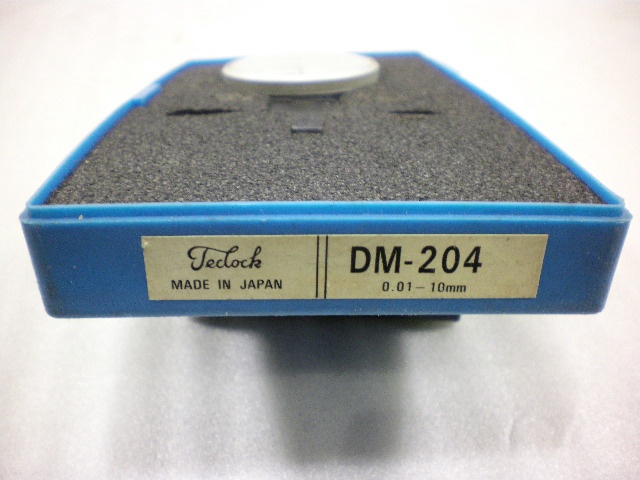 Teclock
MADE IN JAPAN
DM-204
0.01-10mm